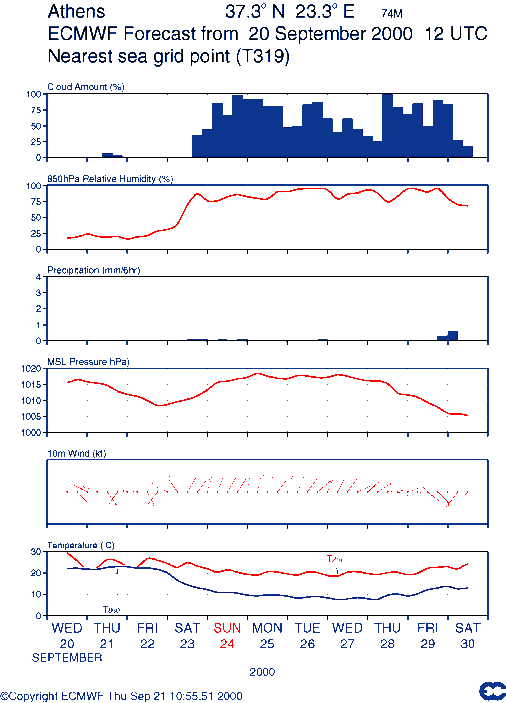 Athens 37.3° N 23.3° E 74M
ECMWF Forecast from 20 September 2000 12 UTC
Nearest sea grid point (T319)
Cloud Amount (%)
100
75
50
25
0
850hPa Relative Humidity (%)
100
75
50
25
0
Precipitation (mm/6hr)
4
3
2
1
0
MSL Pressure hPa)
1020
1015
1010
1005
1000
10m Wind (kt)
Temperature ( C)
30
T2m
20
10
T850
0
WED THU FRI SAT SUN MON TUE WED THU FRI SAT
20 21 22 23 24 25 26 27 28 29 30
SEPTEMBER
2000
©Copyright ECMWF Thu Sep 21 10:55.51 2000